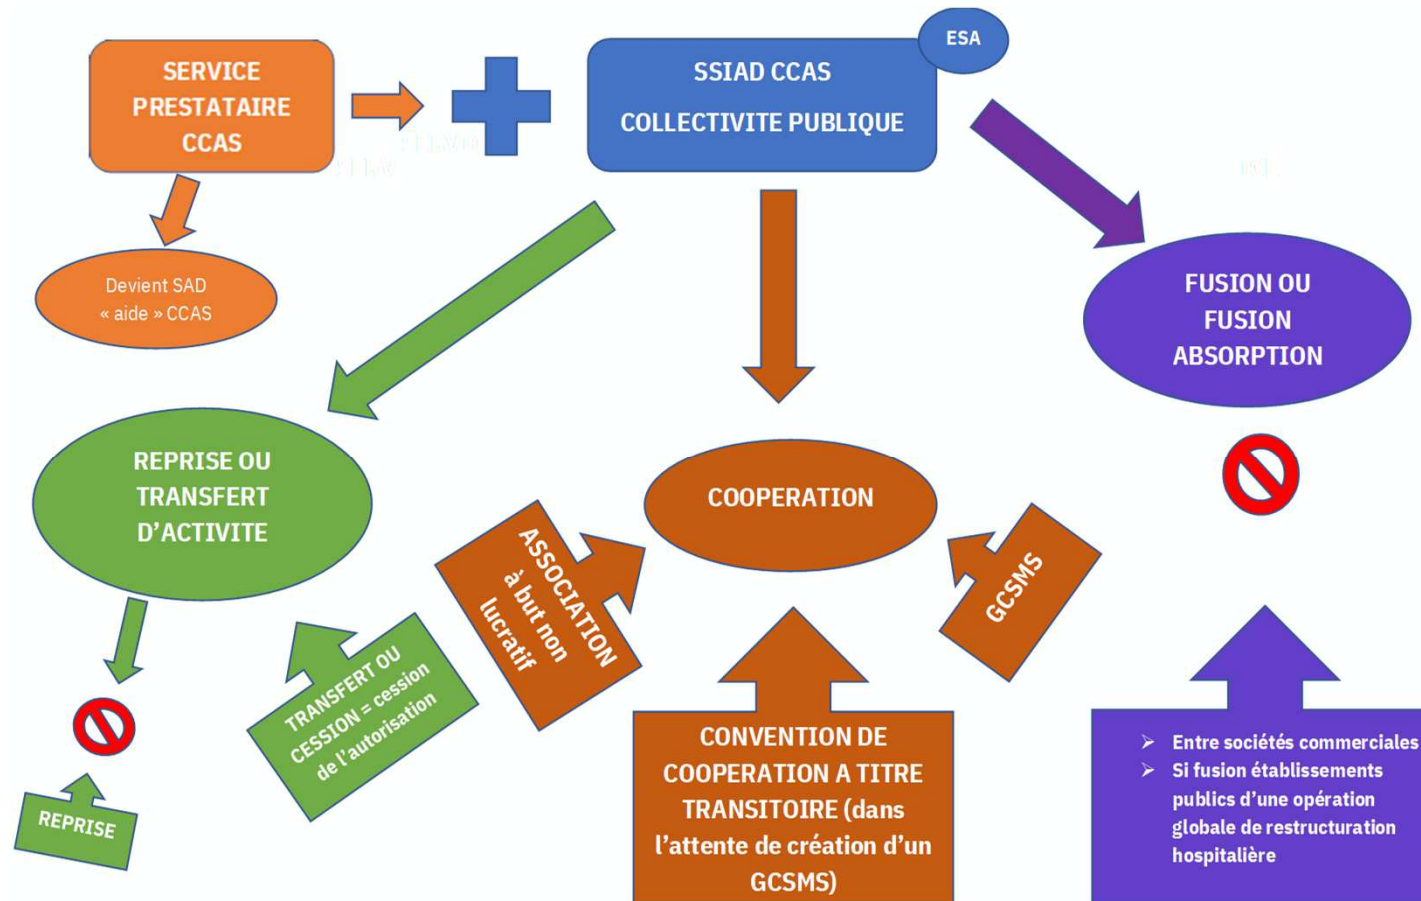 SERVICE
PRESTATAIRE
CCAS
SSIAD CCAS
COLLECTIVITE PUBLIQUE
ESA
Devient SAD
« aide » CCAS
FUSION OU
FUSION
ABSORPTION
REPRISE OU
TRANSFERT
D’ACTIVITE
COOPERATION
ASSOCIATION
à but non
lucratif
GCSMS
TRANSFERT OU
CESSION = cession
de l’autorisation
REPRISE
CONVENTION DE
COOPERATION A TITRE
TRANSITOIRE (dans
l’attente de création d’un
GCSMS)
➢ Entre sociétés commerciales
➢ Si fusion établissements
publics d’une opération
globale de restructuration
hospitalière